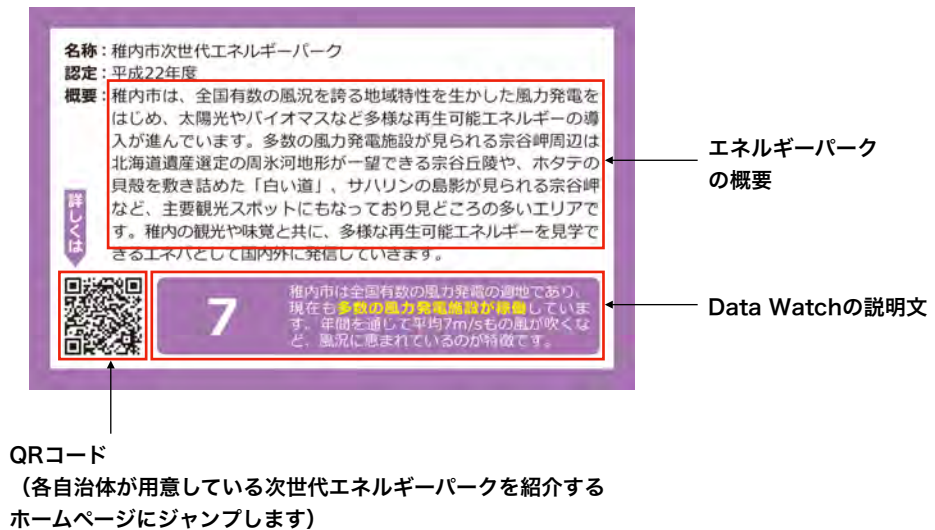 名称：稚内市次世代エネルギーパーク
認定：平成22年度
概要：稚内市は、全国有数の風況を誇る地域特性を生かした風力発電を
はじめ、太陽光やバイオマスなど多様な再生可能エネルギーの導
入が進んでいます。多数の風力発電施設が見られる宗谷岬周辺は
北海道遺産選定の周氷河地形が一望できる宗谷丘陵や、ホタテの
貝殻を敷き詰めた「白い道」、サハリンの島影が見られる宗谷岬
など、主要観光スポットにもなっており見どころの多いエリアで
す。稚内の観光や味覚と共に、多様な再生可能エネルギーを見学で
きるエネパとして国内外に発信していきます。
詳しくは
7
稚内市は全国有数の風力発電の適地であり、
現在も多数の風力発電施設が稼働していま
す。年間を通して平均7m/sもの風が吹くな
ど、風況に恵まれているのが特徴です。
エネルギーパーク
の概要
Data Watchの説明文
QRコード
（各自治体が用意している次世代エネルギーパークを紹介する
ホームページにジャンプします）